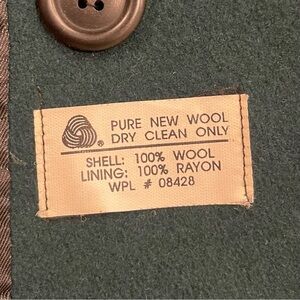 PURE NEW WOOL
DRY CLEAN ONLY
SHELL: 100% WOOL
LINING: 100% RAYON
WPL # 08428